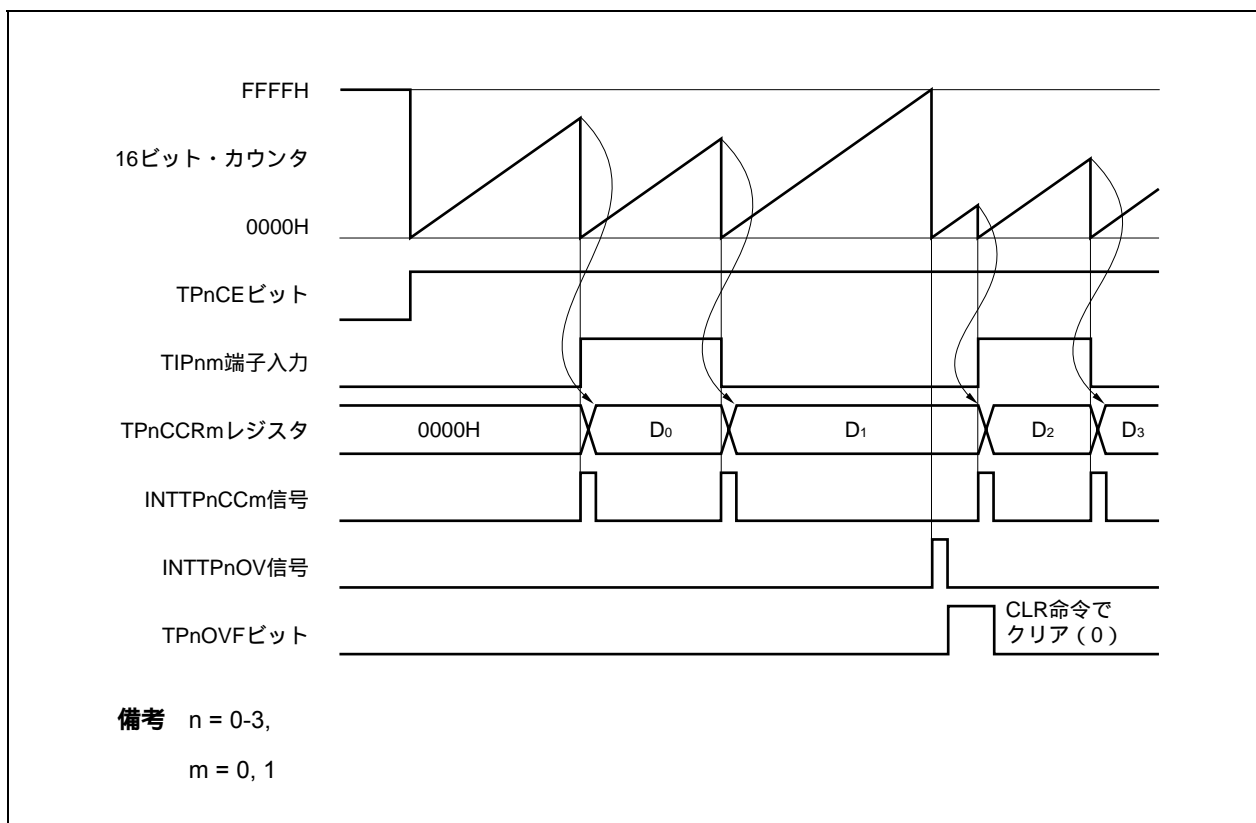 FFFFH
16ビット・カウンタ
0000H
TPnCEビット
TIPnm端子入力
TPnCCRmレジスタ
0000H
D0
D1
D2
D3
INTTPnCCm信号
INTTPnOV信号
TPnOVFビット
CLR命令で
クリア（0）
備考 n = 0-3,
m = 0, 1